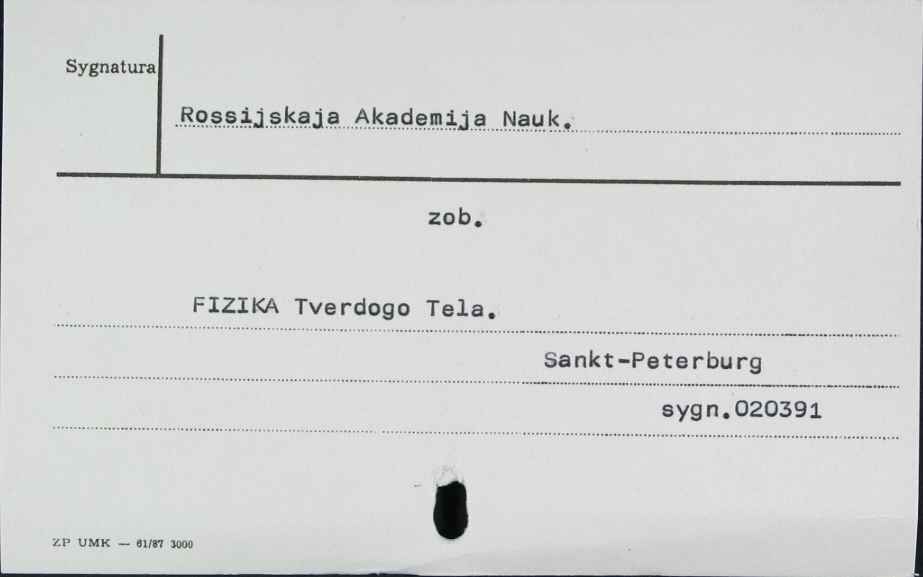 Sygnatura
Rossijskaja Akademija Nauk.
zob.
FIZIKA Tverdogo Tela.
Sankt-Peterburg
sygn.020391
ZP UMK — 61/87 3000